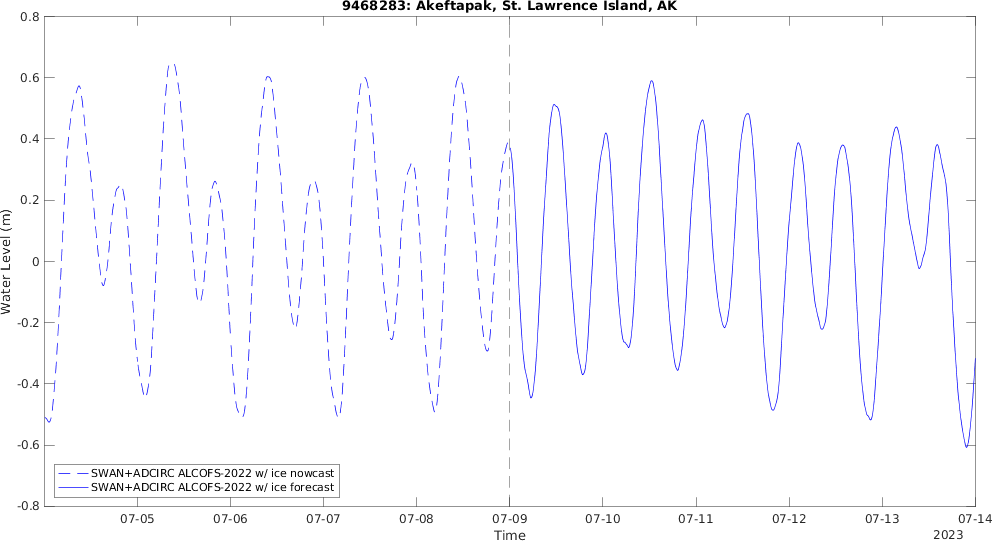 9468283: Akeftapak, St. Lawrence Island, AK
0.8
0.6
0.4
0.2
0
-0.2
-0.4
-0.6
-0.8
Water Level (m)
SWAN+ADCIRC ALCOFS-2022 w/ ice nowcast
SWAN+ADCIRC ALCOFS-2022 w/ ice forecast
07-05 07-06 07-07 07-08 07-09 07-10 07-11 07-12 07-13 07-14
Time
2023